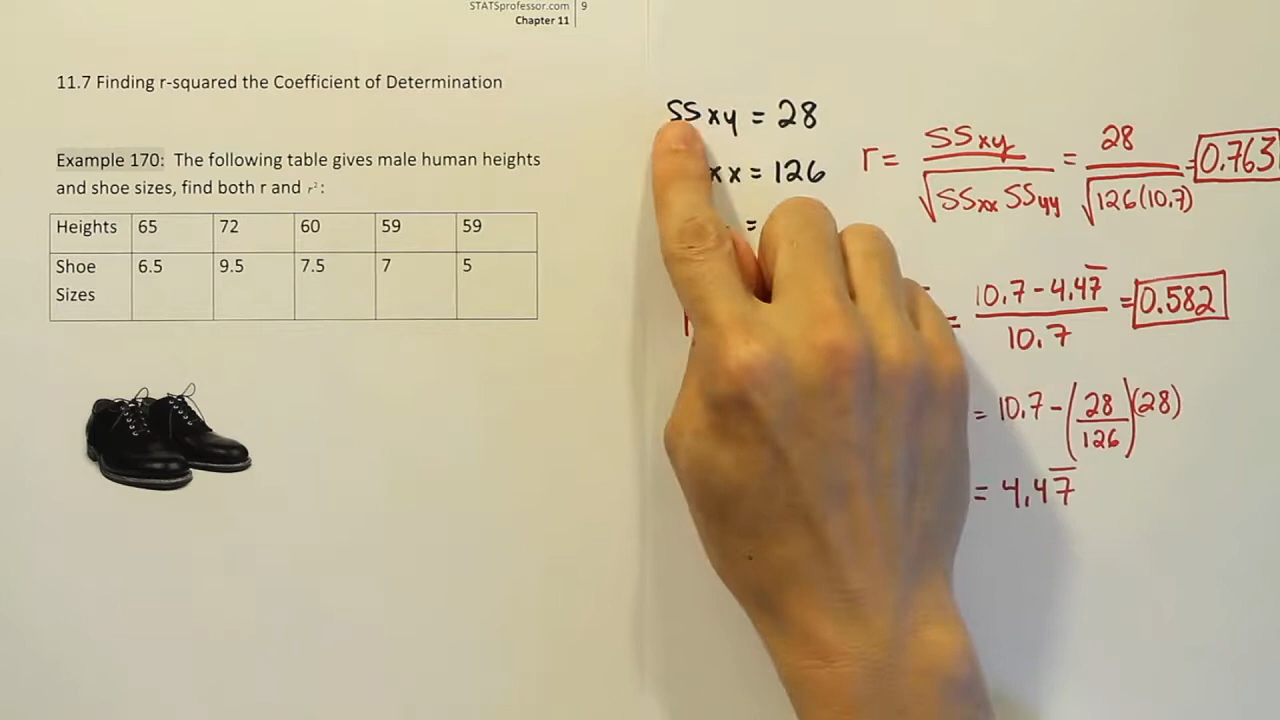 STATSprofessor.com 9
Chapter 11
11.7 Finding r-squared the Coefficient of Determination
Example 170: The following table gives male human heights
and shoe sizes, find both r and r²:
Heights 65 72 60 59 59
Shoe Sizes 6.5 9.5 7.5 7 5
SSxy = 28
xx = 126
=
r = SSxy / √SSxx SSyy = 28 / √126(10.7) = 0.763
= 10.7 - 4.47̅ / 10.7 = 0.582
= 10.7 - (28/126)(28)
= 4.47̅